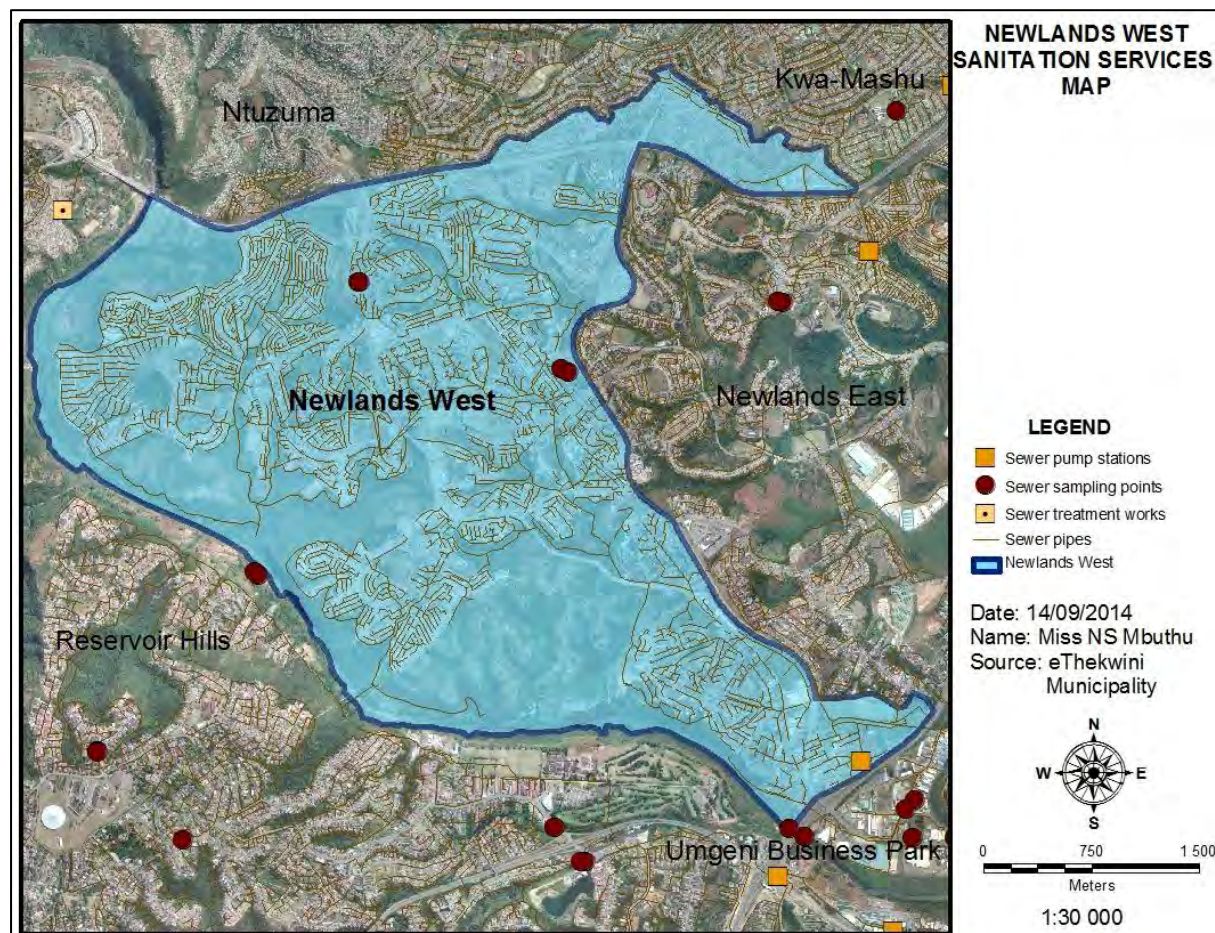 NEWLANDS WEST
SANITATION SERVICES
MAP
Kwa-Mashu
Ntuzuma
Newlands West
Newlands East
Reservoir Hills
Umgeni Business Park
LEGEND
Sewer pump stations
Sewer sampling points
Sewer treatment works
Sewer pipes
Newlands West
Date: 14/09/2014
Name: Miss NS Mbuthu
Source: eThekwini
Municipality
N
W E
S
0 750 1 500
Meters
1:30 000